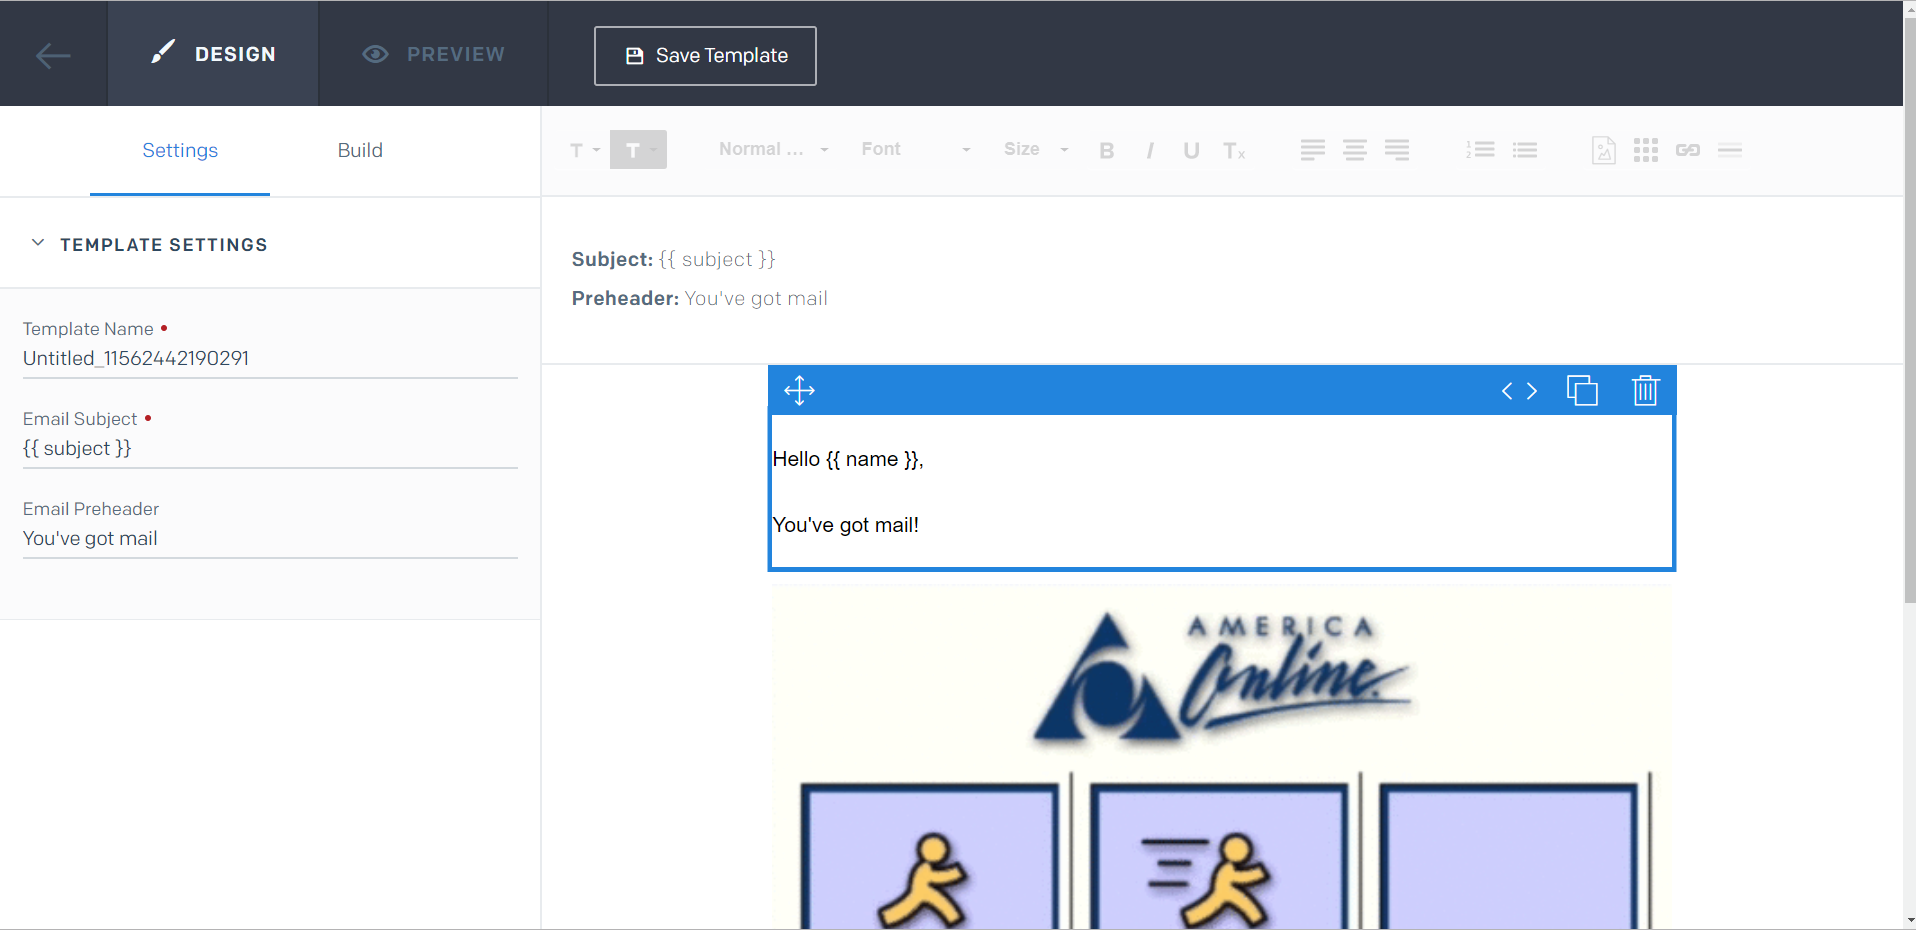 DESIGN
PREVIEW
Save Template
Settings
Build
T
T
Normal ...
Font
Size
B
I
U
Tx
TEMPLATE SETTINGS
Subject: {{ subject }}
Preheader: You've got mail
Template Name •
Untitled_11562442190291
Email Subject •
{{ subject }}
Email Preheader
You've got mail
Hello {{ name }},
You've got mail!
AMERICA
Online.